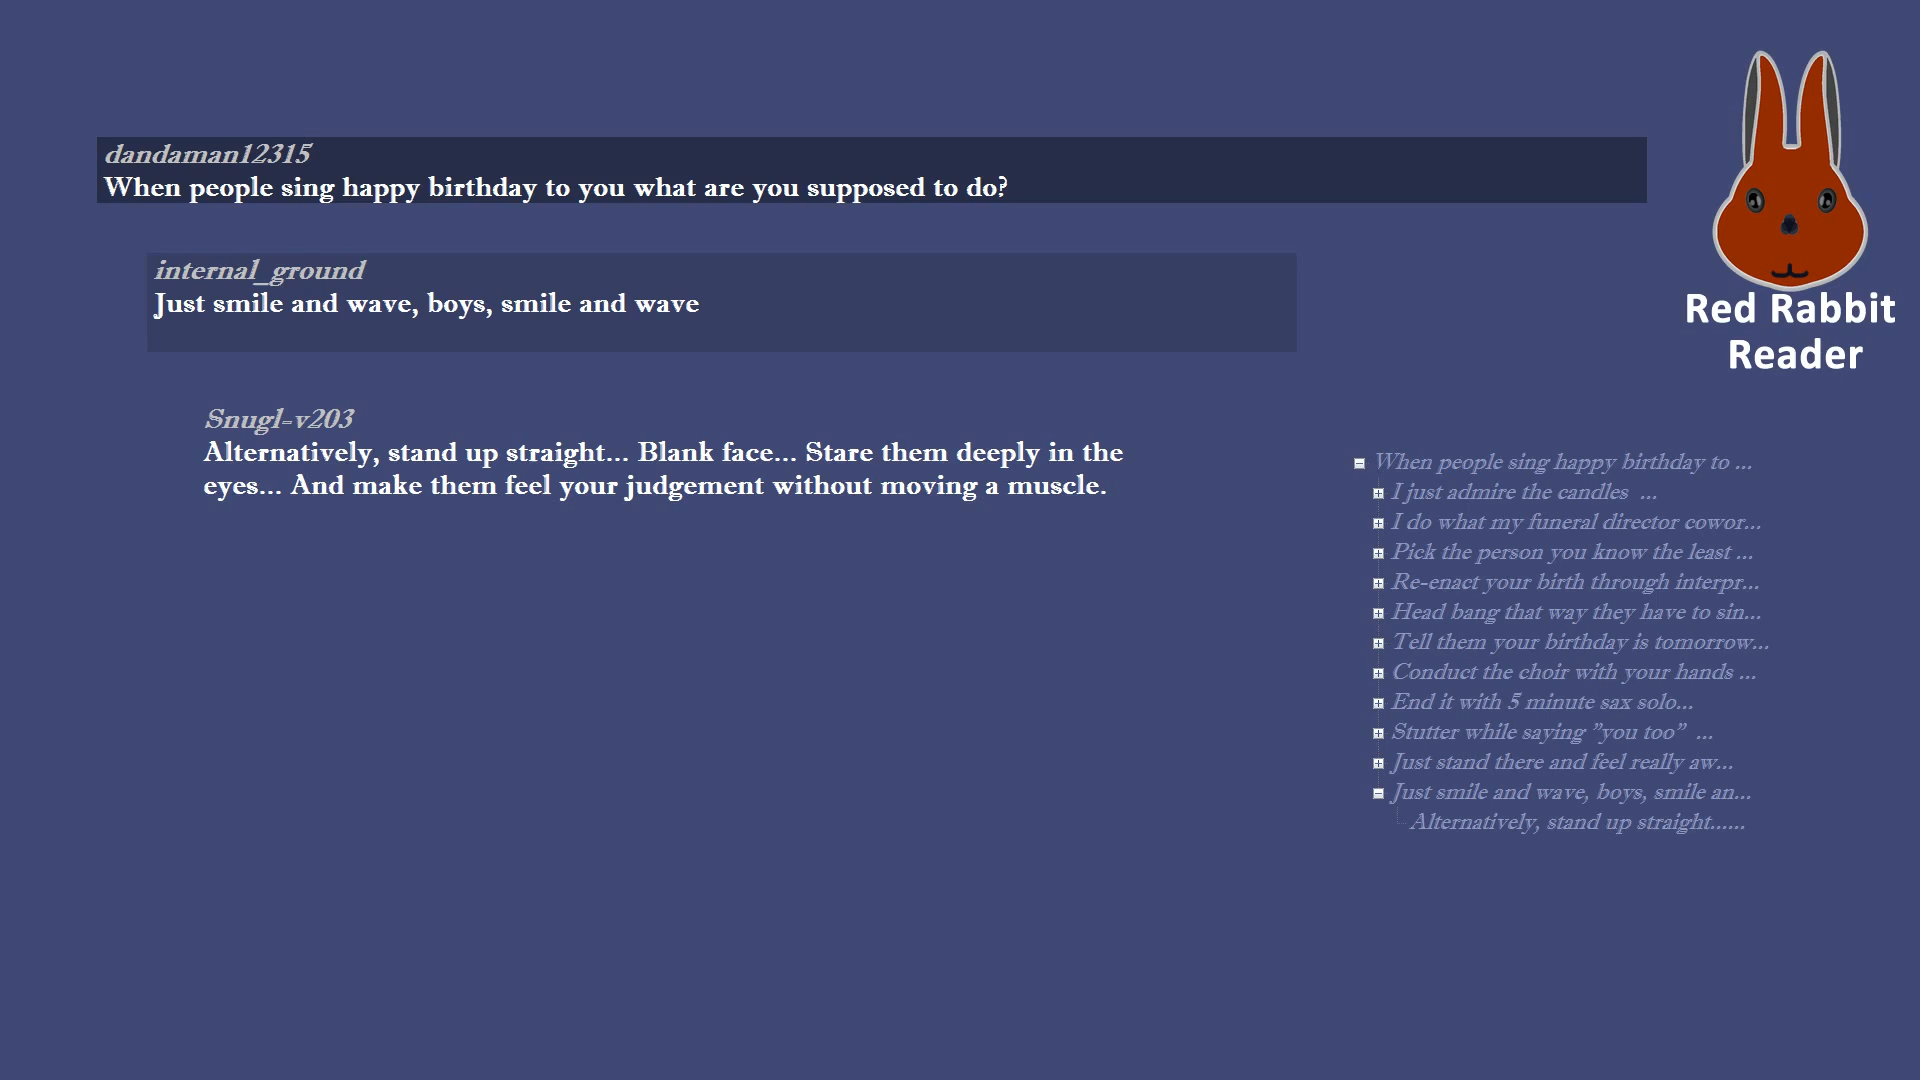 dandaman12315
When people sing happy birthday to you what are you supposed to do?
internal_ground
Just smile and wave, boys, smile and wave
Snugl-v203
Alternatively, stand up straight... Blank face... Stare them deeply in the
eyes... And make them feel your judgement without moving a muscle.
Red Rabbit
Reader
When people sing happy birthday to ...
I just admire the candles ...
I do what my funeral director cowor...
Pick the person you know the least ...
Re-enact your birth through interpr...
Head bang that way they have to sin...
Tell them your birthday is tomorrow...
Conduct the choir with your hands ...
End it with 5 minute sax solo...
Stutter while saying "you too" ...
Just stand there and feel really aw...
Just smile and wave, boys, smile an...
Alternatively, stand up straight......